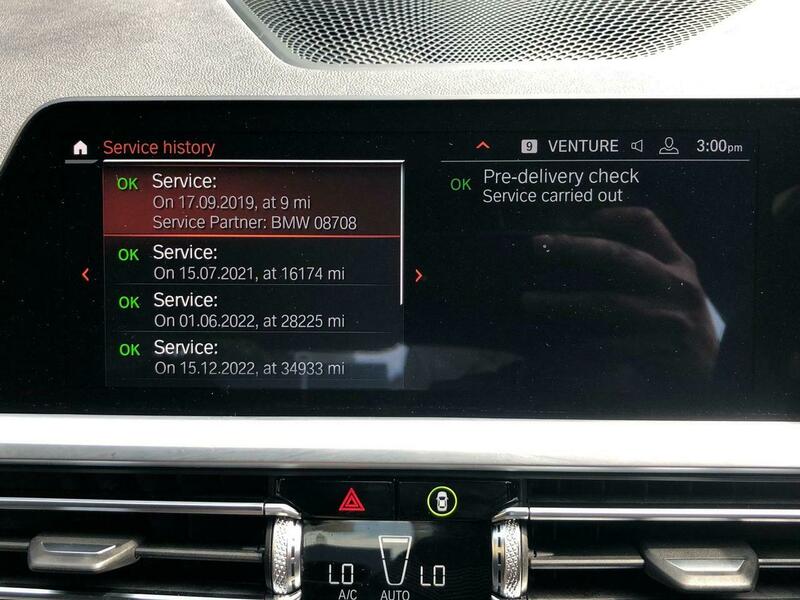 Service history
9 VENTURE 3:00pm
OK Service:
On 17.09.2019, at 9 mi
Service Partner: BMW 08708
OK Service:
On 15.07.2021, at 16174 mi
OK Service:
On 01.06.2022, at 28225 mi
OK Service:
On 15.12.2022, at 34933 mi
OK Pre-delivery check
Service carried out
LO LO
A/C AUTO